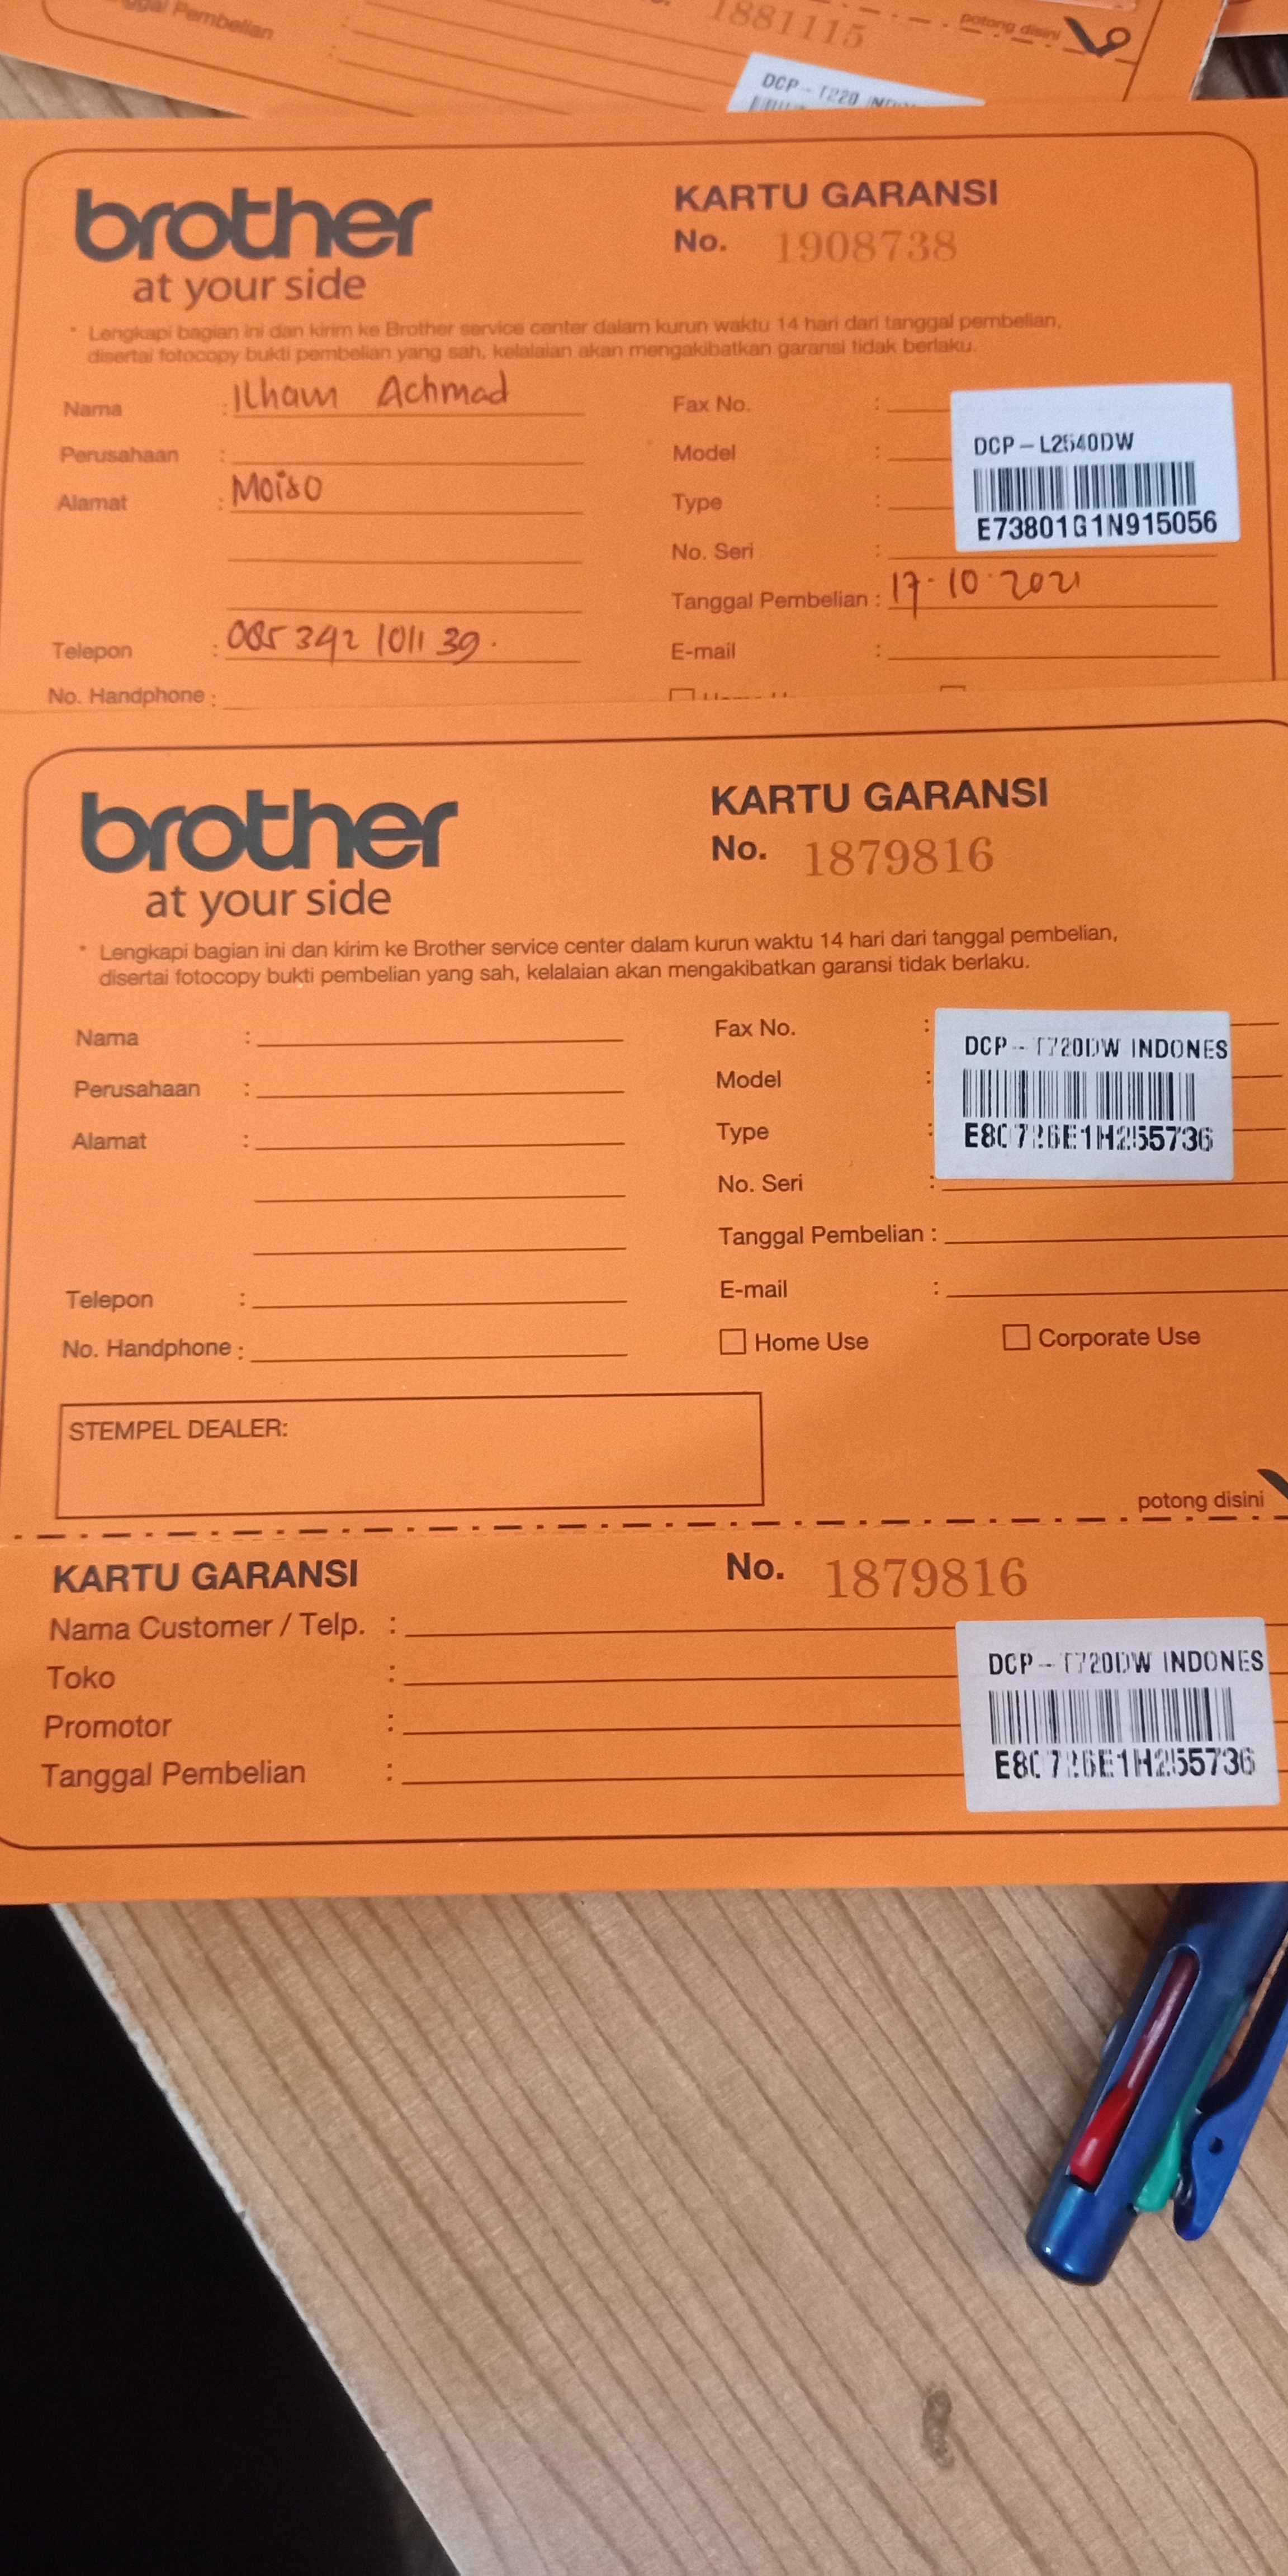 Pembelian
1881115
potong disini
DCP-T220
brother
at your side
KARTU GARANSI
No. 1908738
* Lengkapi bagian ini dan kirim ke Brother service center dalam kurun waktu 14 hari dari tanggal pembelian,
disertai fotocopy bukti pembelian yang sah, kelalaian akan mengakibatkan garansi tidak berlaku.
Nama : Ilham Achmad
Perusahaan :
Alamat : Moiso
Telepon : 085 342 1011 39.
No. Handphone :
Fax No. :
Model :
Type :
No. Seri :
Tanggal Pembelian : 17.10.2021
E-mail :
DCP-L2540DW
E73801G1N915056
brother
at your side
KARTU GARANSI
No. 1879816
* Lengkapi bagian ini dan kirim ke Brother service center dalam kurun waktu 14 hari dari tanggal pembelian,
disertai fotocopy bukti pembelian yang sah, kelalaian akan mengakibatkan garansi tidak berlaku.
Nama :
Perusahaan :
Alamat :
Telepon :
No. Handphone :
Fax No. :
Model :
Type :
No. Seri :
Tanggal Pembelian :
E-mail :
DCP-T720DW INDONES
Home Use
Corporate Use
STEMPEL DEALER:
potong disini
KARTU GARANSI
No. 1879816
Nama Customer / Telp. :
Toko :
Promotor :
Tanggal Pembelian :
DCP-T720DW INDONES